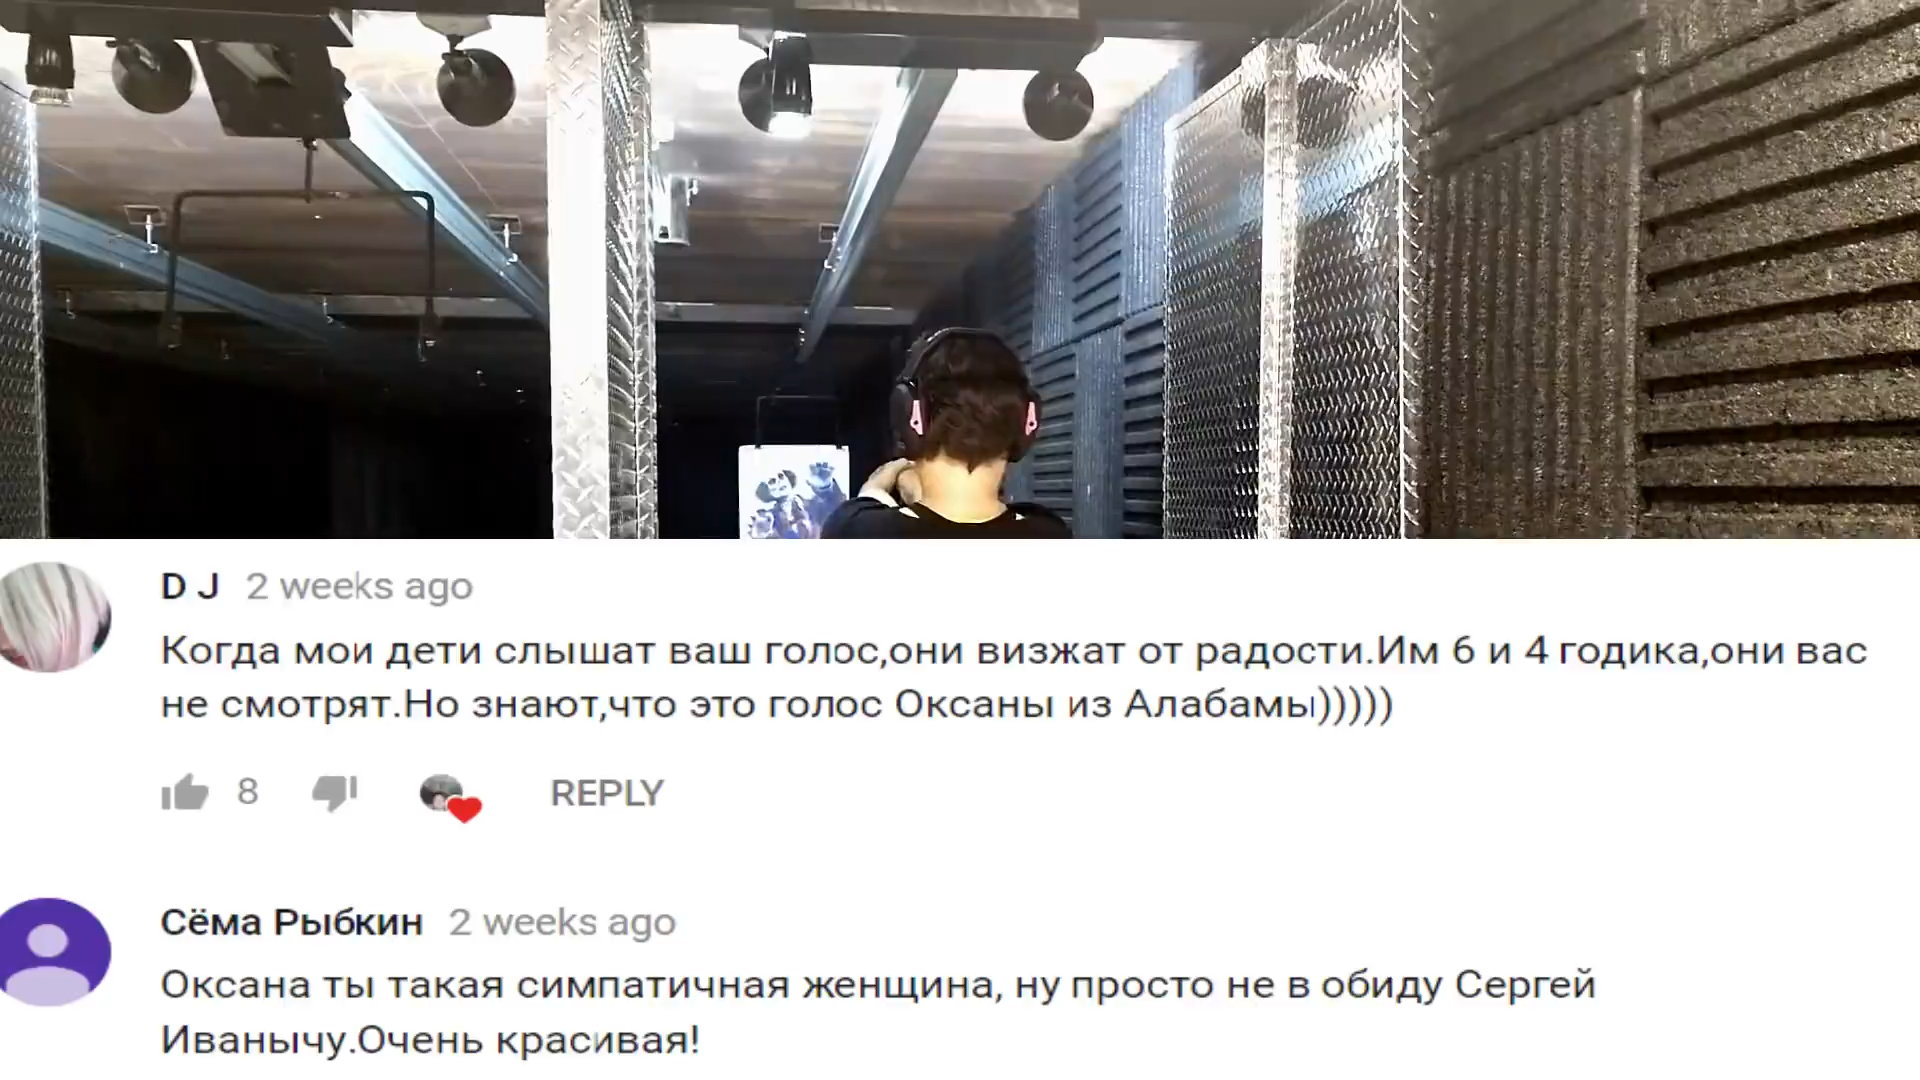 D J 2 weeks ago
Когда мои дети слышат ваш голос,они визжат от радости.Им 6 и 4 годика,они вас
не смотрят.Но знают,что это голос Оксаны из Алабамы)))))
8 REPLY
Сёма Рыбкин 2 weeks ago
Оксана ты такая симпатичная женщина, ну просто не в обиду Сергей
Иванычу.Очень красивая!